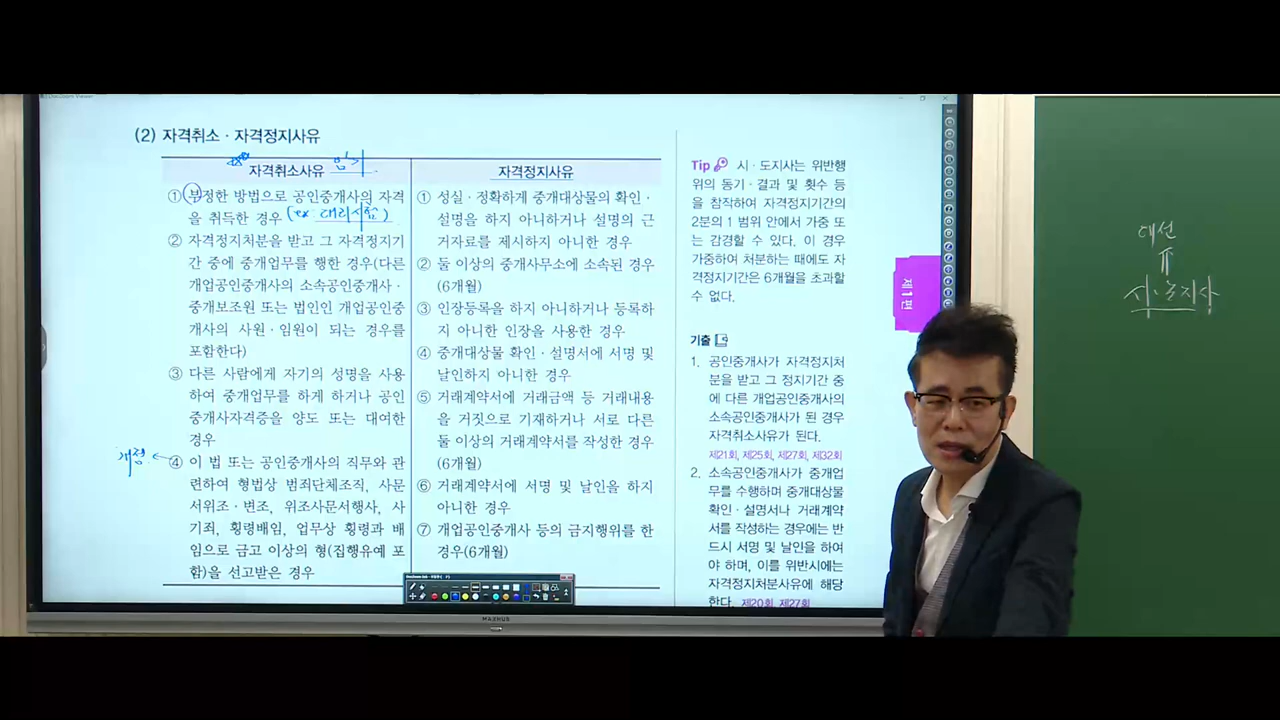 (2) 자격취소 · 자격정지사유
자격취소사유
① 부정한 방법으로 공인중개사의 자격
을 취득한 경우 (ex: 대리시험)
② 자격정지처분을 받고 그 자격정지기
간 중에 중개업무를 행한 경우(다른
개업공인중개사의 소속공인중개사 ·
중개보조원 또는 법인인 개업공인중
개사의 사원 · 임원이 되는 경우를
포함한다)
③ 다른 사람에게 자기의 성명을 사용
하여 중개업무를 하게 하거나 공인
중개사자격증을 양도 또는 대여한
경우
개정
④ 이 법 또는 공인중개사의 직무와 관
련하여 형법상 범죄단체조직, 사문
서위조 · 변조, 위조사문서행사, 사
기죄, 횡령배임, 업무상 횡령과 배
임으로 금고 이상의 형(집행유예 포
함)을 선고받은 경우
자격정지사유
① 성실 · 정확하게 중개대상물의 확인 ·
설명을 하지 아니하거나 설명의 근
거자료를 제시하지 아니한 경우
② 둘 이상의 중개사무소에 소속된 경우
(6개월)
③ 인장등록을 하지 아니하거나 등록하
지 아니한 인장을 사용한 경우
④ 중개대상물 확인 · 설명서에 서명 및
날인하지 아니한 경우
⑤ 거래계약서에 거래금액 등 거래내용
을 거짓으로 기재하거나 서로 다른
둘 이상의 거래계약서를 작성한 경우
(6개월)
⑥ 거래계약서에 서명 및 날인을 하지
아니한 경우
⑦ 개업공인중개사 등의 금지행위를 한
경우(6개월)
Tip 시 · 도지사는 위반행
위의 동기 · 결과 및 횟수 등
을 참작하여 자격정지기간의
2분의 1 범위 안에서 가중 또
는 감경할 수 있다. 이 경우
가중하여 처분하는 때에도 자
격정지기간은 6개월을 초과할
수 없다.
기출
1. 공인중개사가 자격정지처
분을 받고 그 정지기간 중
에 다른 개업공인중개사의
소속공인중개사가 된 경우
자격취소사유가 된다.
제21회, 제25회, 제27회, 제32회
2. 소속공인중개사가 중개업
무를 수행하며 중개대상물
확인 · 설명서나 거래계약
서를 작성하는 경우에는 반
드시 서명 및 날인을 하여
야 하며, 이를 위반시에는
자격정지처분사유에 해당
한다. 제20회, 제27회
제1편
시·도지사
MAXHUB